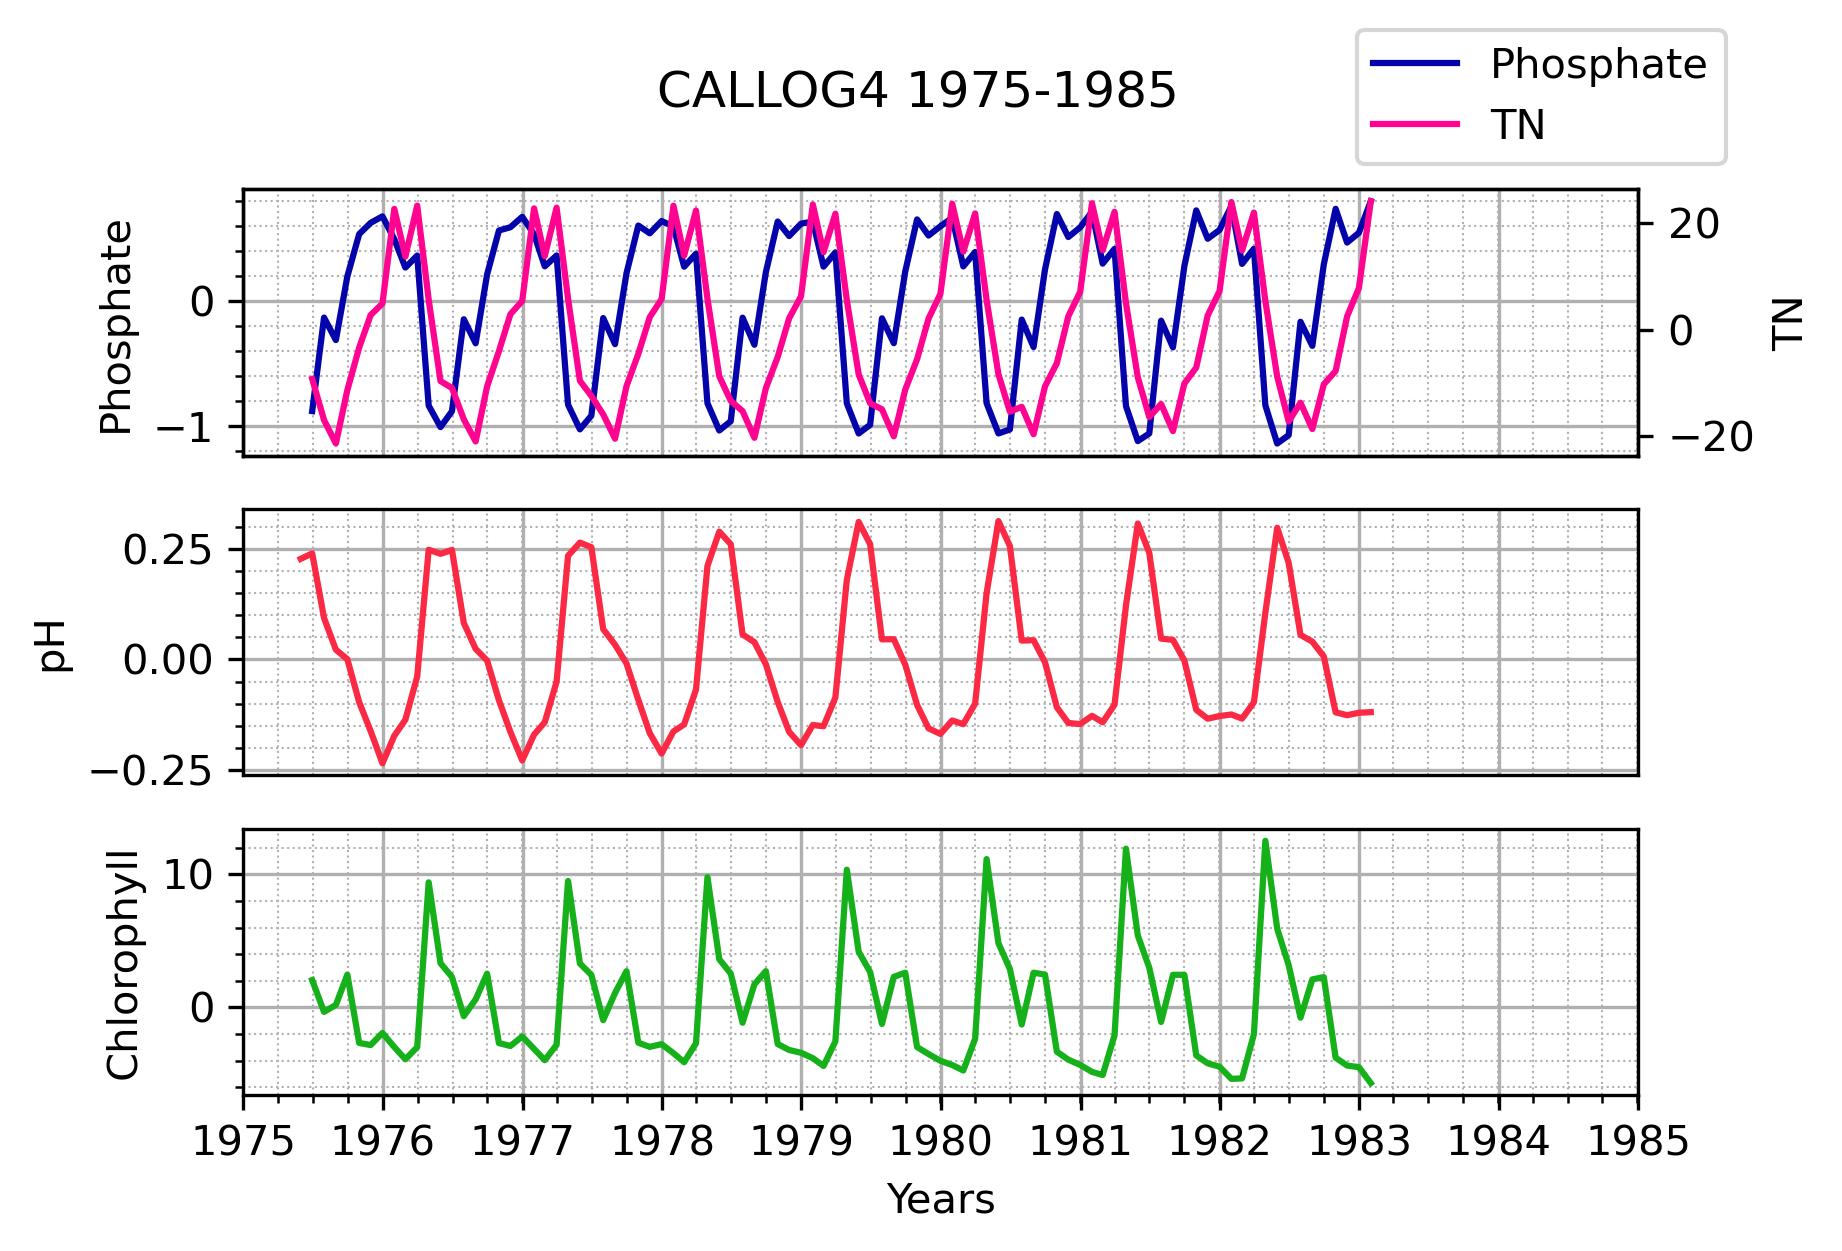 CALLOG4 1975-1985
Phosphate
TN
Phosphate
0
−1
20
0
−20
TN
pH
0.25
0.00
−0.25
Chlorophyll
10
0
1975 1976 1977 1978 1979 1980 1981 1982 1983 1984 1985
Years